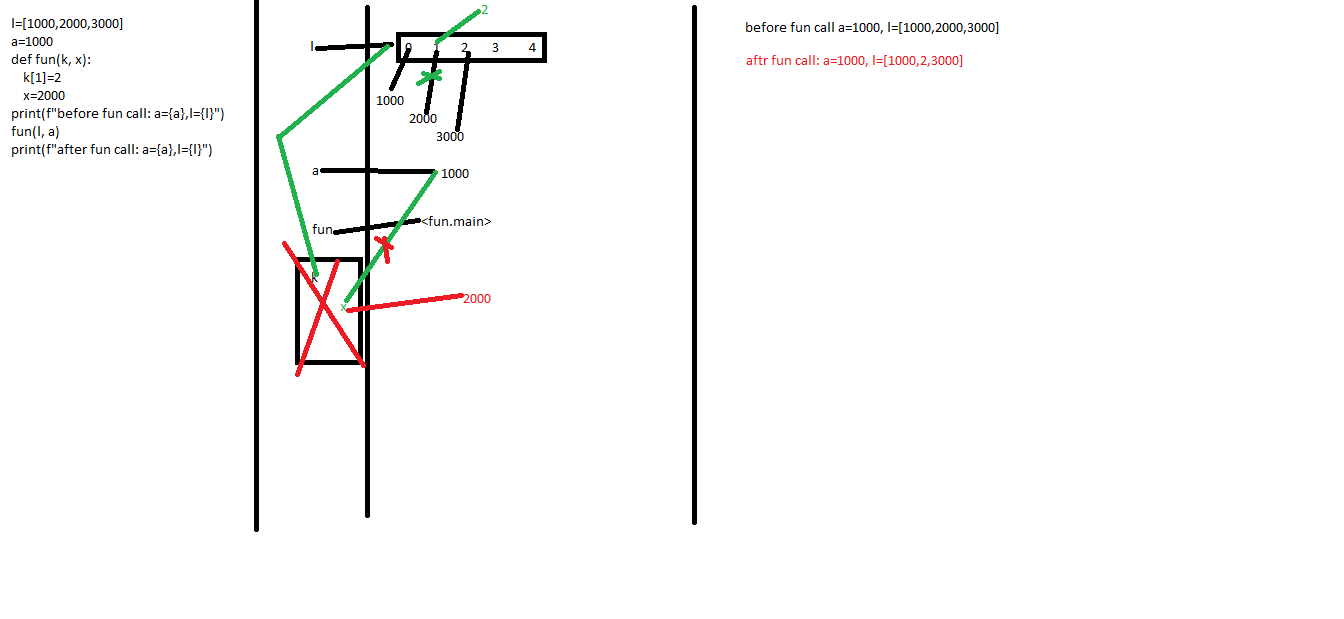 l=[1000,2000,3000]
a=1000
def fun(k, x):
k[1]=2
x=2000
print(f"before fun call: a={a},l={l}")
fun(l, a)
print(f"after fun call: a={a},l={l}")
2
l
0 1 2 3 4
1000
2000
3000
a
1000
fun
<fun.main>
k
x
2000
before fun call a=1000, l=[1000,2000,3000]
aftr fun call: a=1000, l=[1000,2,3000]